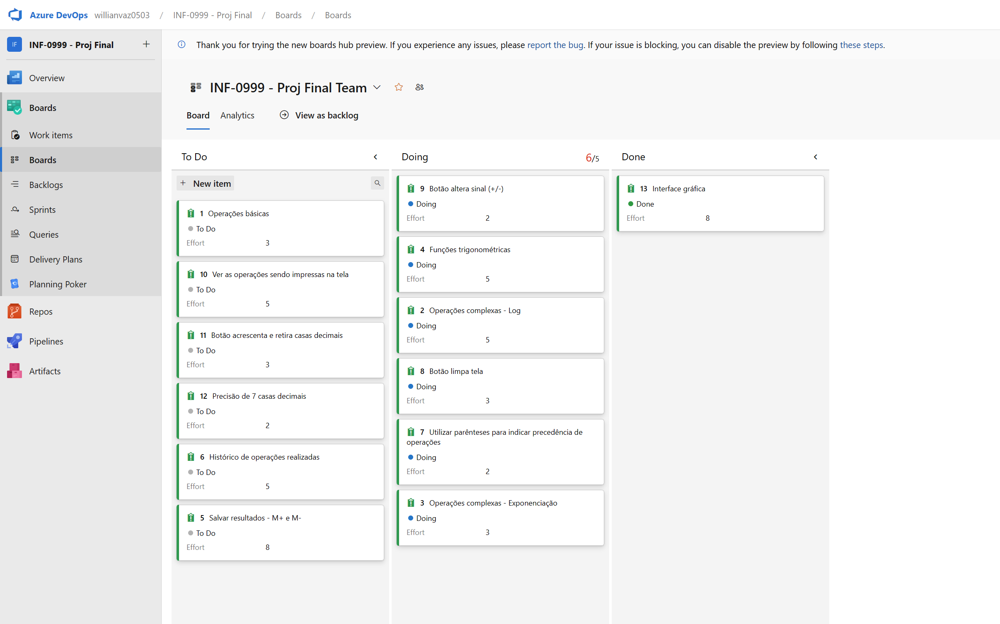 Azure DevOps willianvaz0503 / INF-0999 - Proj Final / Boards / Boards
IF INF-0999 - Proj Final
Overview
Boards
Work items
Boards
Backlogs
Sprints
Queries
Delivery Plans
Planning Poker
Repos
Pipelines
Artifacts
Thank you for trying the new boards hub preview. If you experience any issues, please report the bug. If your issue is blocking, you can disable the preview by following these steps.
INF-0999 - Proj Final Team
Board Analytics View as backlog
To Do
New item
1 Operações básicas
To Do
Effort 3
10 Ver as operações sendo impressas na tela
To Do
Effort 5
11 Botão acrescenta e retira casas decimais
To Do
Effort 3
12 Precisão de 7 casas decimais
To Do
Effort 2
6 Histórico de operações realizadas
To Do
Effort 5
5 Salvar resultados - M+ e M-
To Do
Effort 8
Doing 6/5
9 Botão altera sinal (+/-)
Doing
Effort 2
4 Funções trigonométricas
Doing
Effort 5
2 Operações complexas - Log
Doing
Effort 5
8 Botão limpa tela
Doing
Effort 3
7 Utilizar parênteses para indicar precedência de
operações
Doing
Effort 2
3 Operações complexas - Exponenciação
Doing
Effort 3
Done
13 Interface gráfica
Done
Effort 8